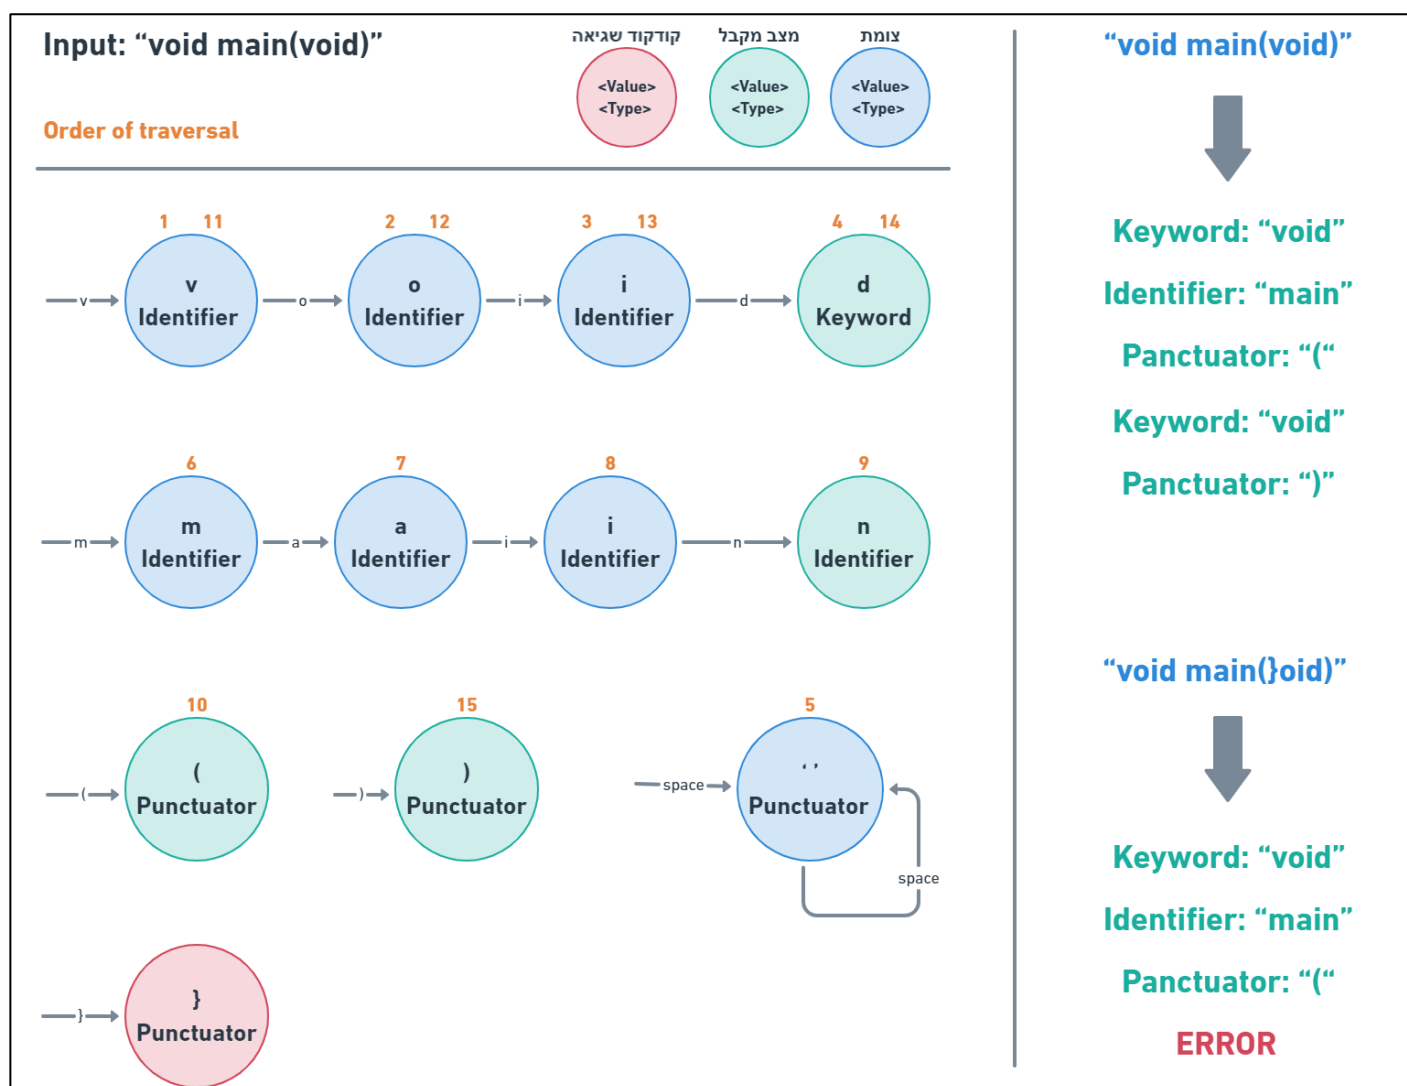 Input: “void main(void)”
קודקוד שגיאה
מצב מקבל
צומת
<Value>
<Type>
<Value>
<Type>
<Value>
<Type>
Order of traversal
1 11
2 12
3 13
4 14
v
v
Identifier
o
o
Identifier
i
i
Identifier
d
d
Keyword
6
7
8
9
m
m
Identifier
a
a
Identifier
i
i
Identifier
n
n
Identifier
10
15
5
(
(
Punctuator
)
)
Punctuator
space
‘ ’
Punctuator
space
}
}
Punctuator
“void main(void)”
Keyword: “void”
Identifier: “main”
Panctuator: “(“
Keyword: “void”
Panctuator: “)”
“void main(}oid)”
Keyword: “void”
Identifier: “main”
Panctuator: “(“
ERROR